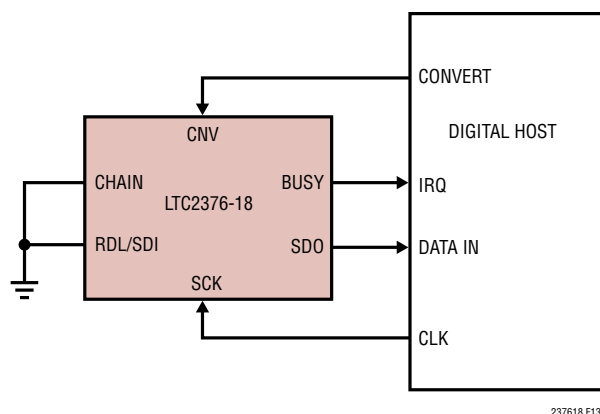 CONVERT
CNV
DIGITAL HOST
CHAIN
BUSY
IRQ
LTC2376-18
RDL/SDI
SDO
DATA IN
SCK
CLK
237618 F13